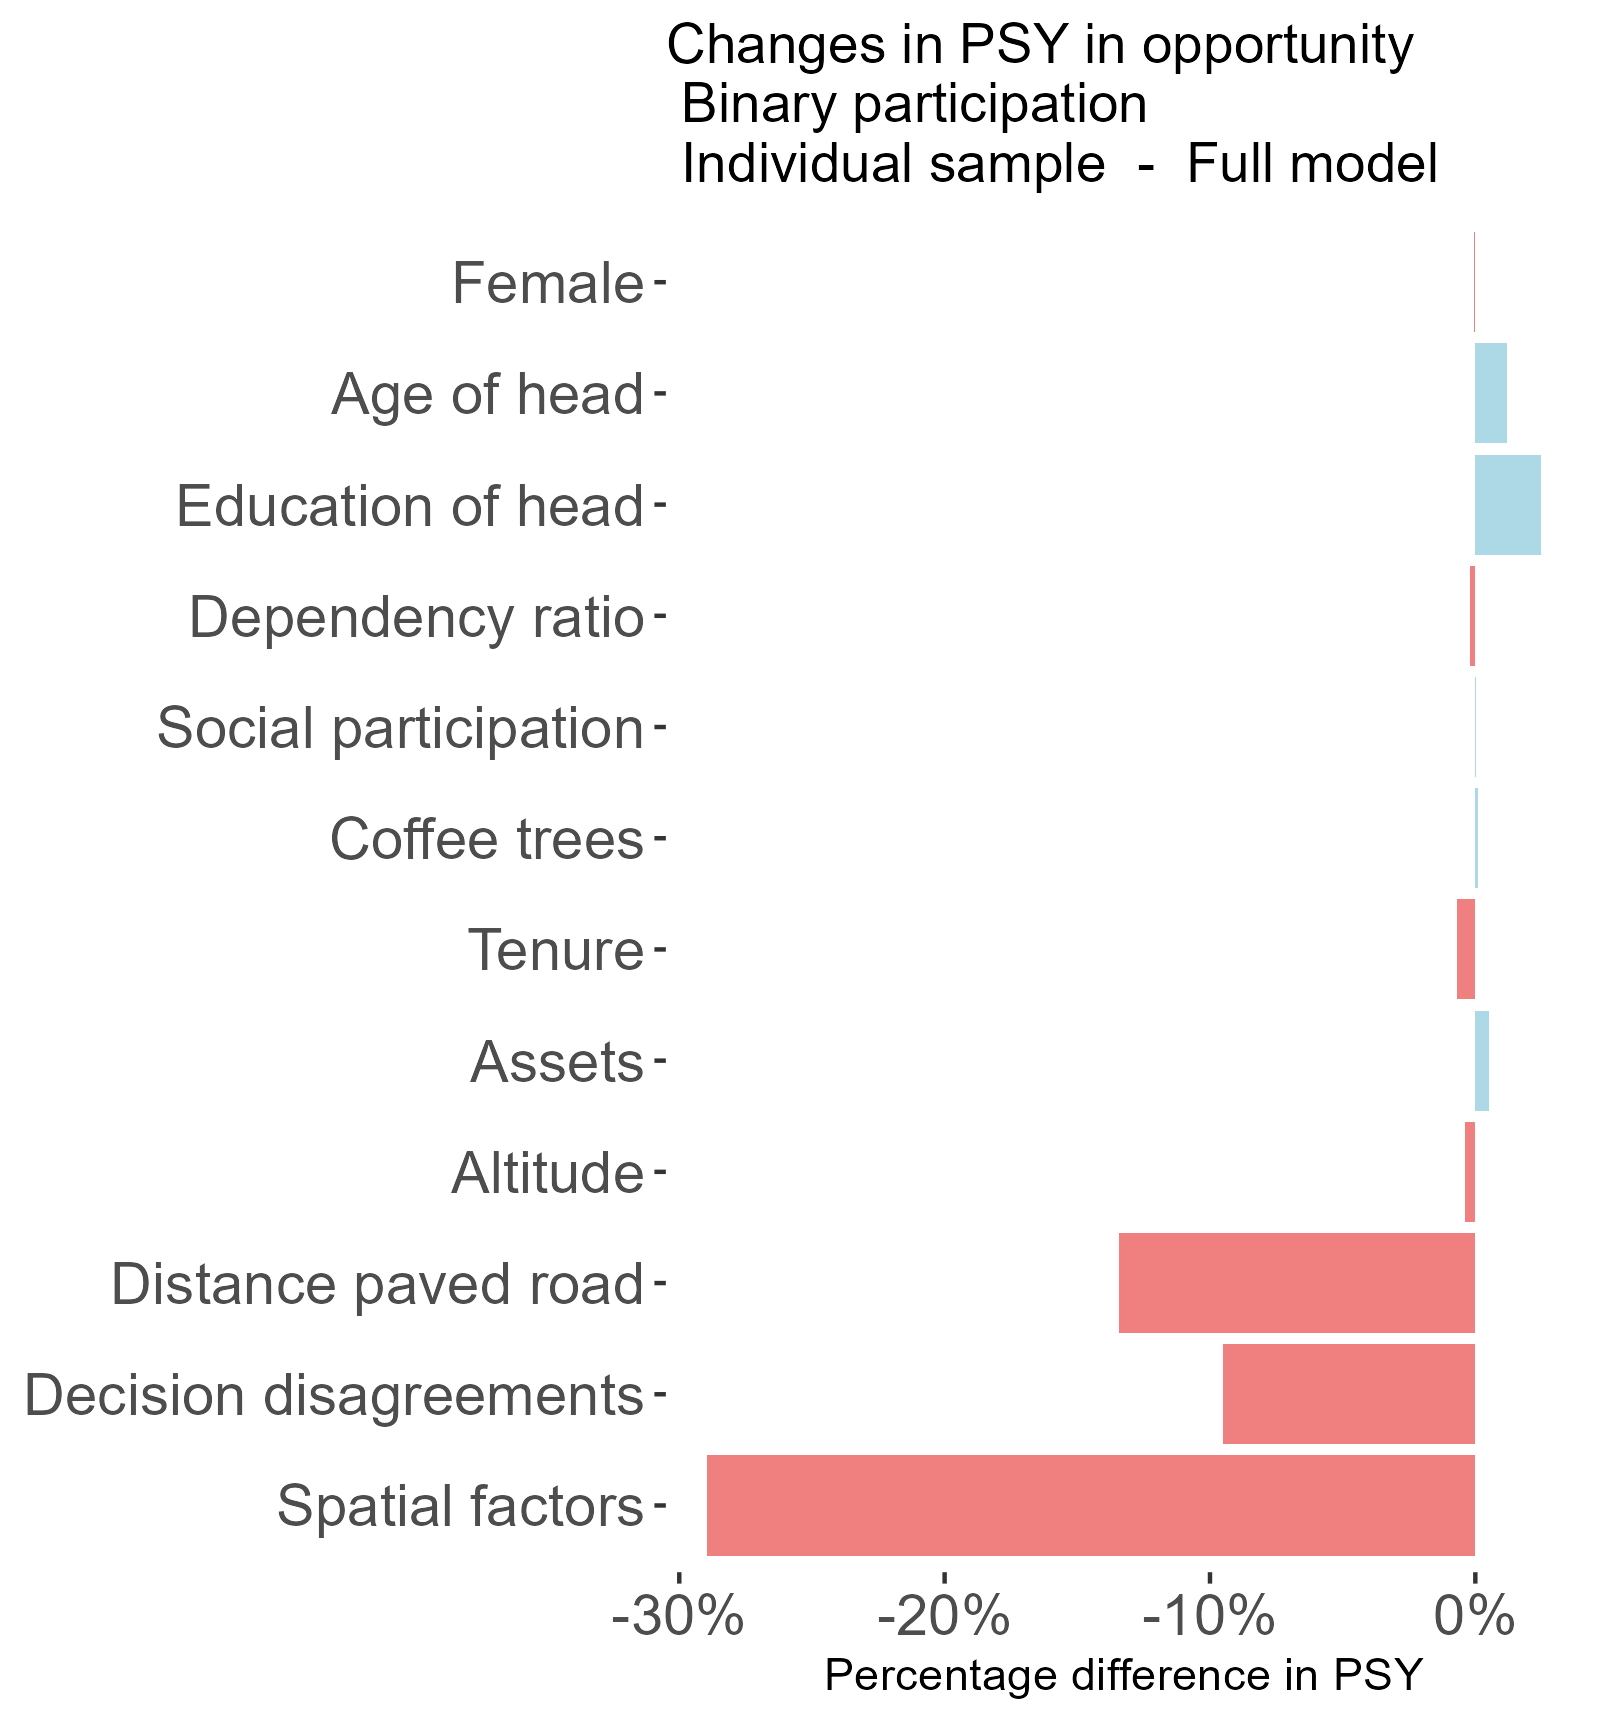 Changes in PSY in opportunity
Binary participation
Individual sample - Full model
Female
Age of head
Education of head
Dependency ratio
Social participation
Coffee trees
Tenure
Assets
Altitude
Distance paved road
Decision disagreements
Spatial factors
-30% -20% -10% 0%
Percentage difference in PSY